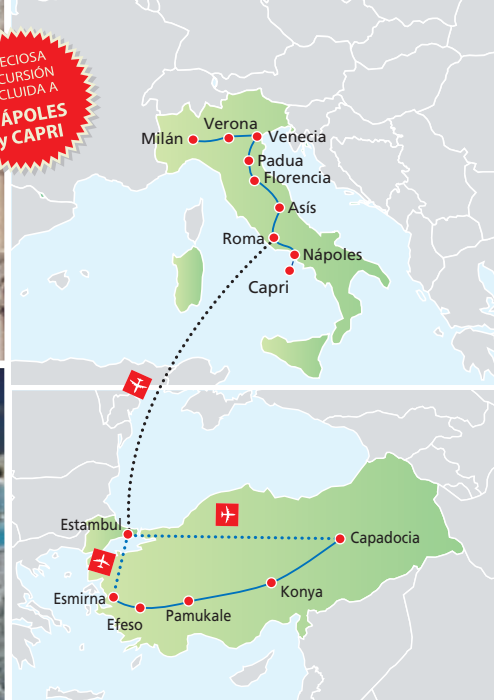 ECIOSA
CURSIÓN
CLUIDA A
ÁPOLES
y CAPRI
Verona
Milán
Venecia
Padua
Florencia
Asís
Roma
Nápoles
Capri
Estambul
Capadocia
Esmirna
Konya
Pamukale
Efeso